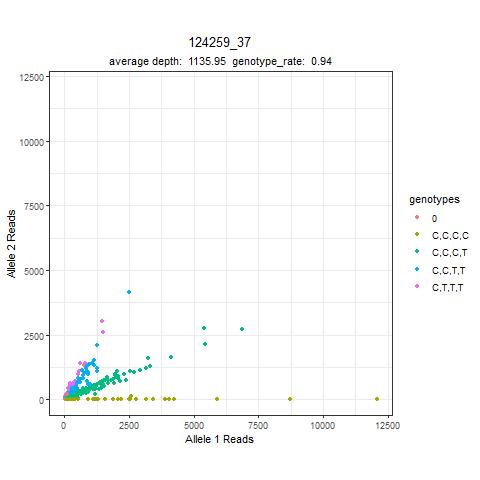 124259_37
average depth: 1135.95 genotype_rate: 0.94
12500
10000
7500
5000
2500
0
Allele 2 Reads
0
2500
5000
7500
10000
12500
Allele 1 Reads
genotypes
0
C,C,C,C
C,C,C,T
C,C,T,T
C,T,T,T